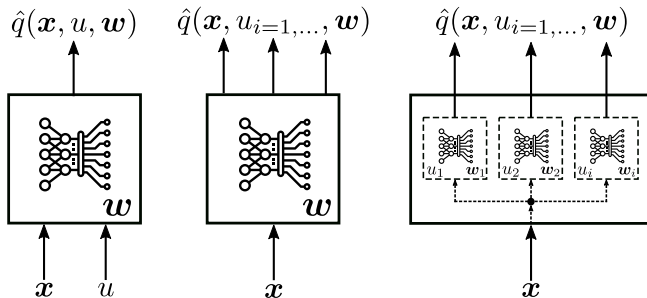 q̂(x, u, w)
w
x u
q̂(x, u_{i=1,...}, w)
w
x
q̂(x, u_{i=1,...}, w)
u_1 w_1
u_2 w_2
u_i w_i
x